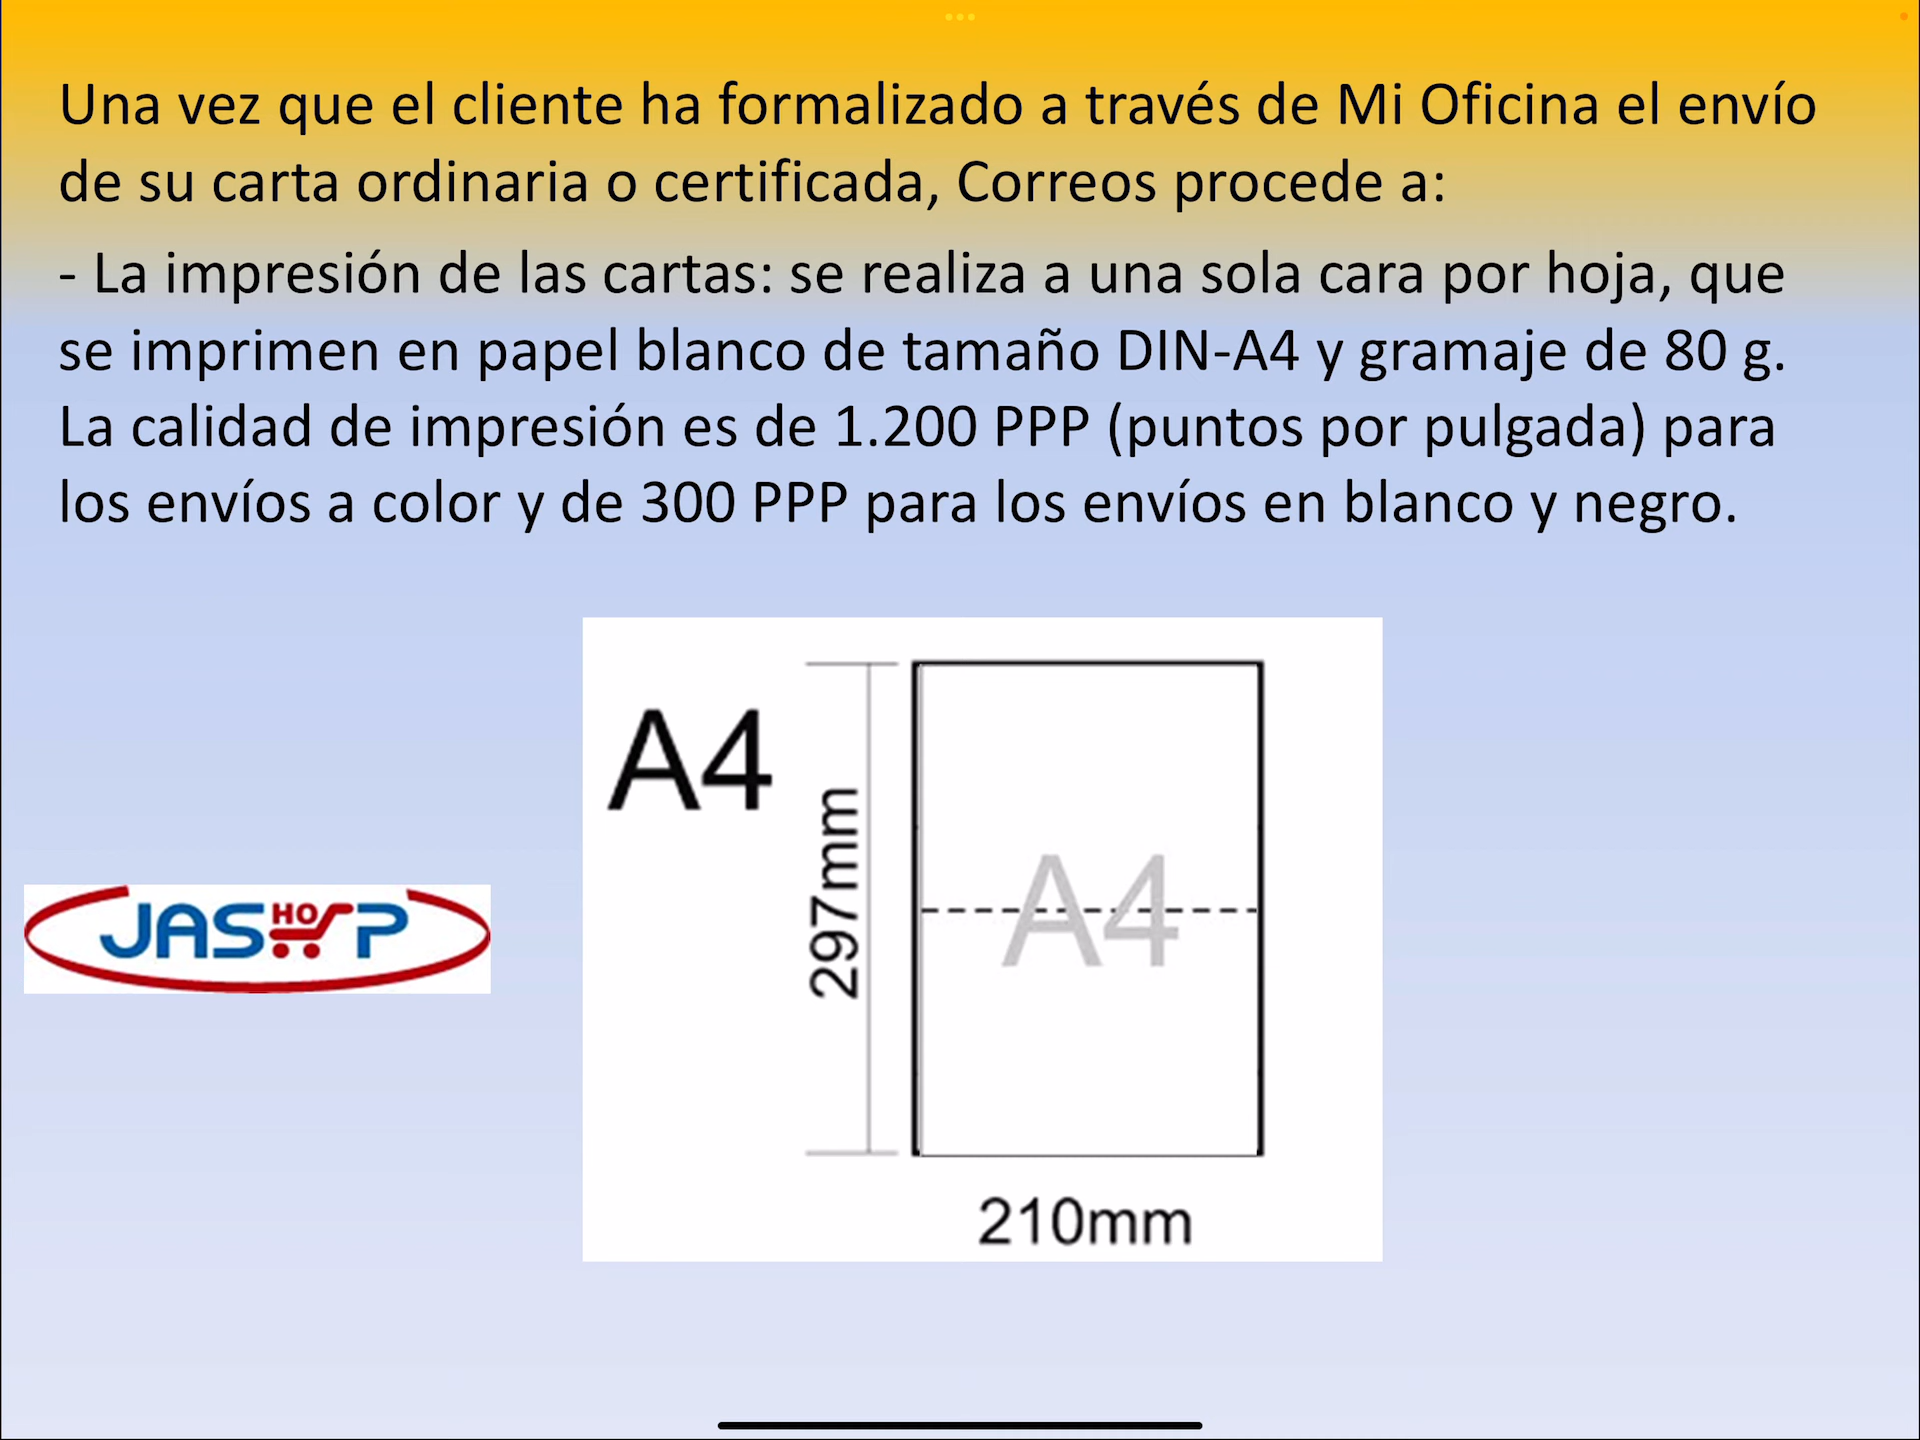 Una vez que el cliente ha formalizado a través de Mi Oficina el envío
de su carta ordinaria o certificada, Correos procede a:
- La impresión de las cartas: se realiza a una sola cara por hoja, que
se imprimen en papel blanco de tamaño DIN-A4 y gramaje de 80 g.
La calidad de impresión es de 1.200 PPP (puntos por pulgada) para
los envíos a color y de 300 PPP para los envíos en blanco y negro.
A4
297mm
A4
JASHOP
210mm